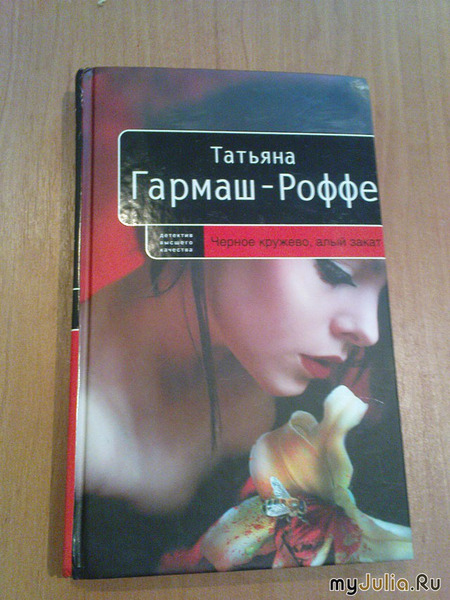 Татьяна
Гармаш-Роффе
детектив
высшего
качества
Черное кружево, алый закат
myJulia.Ru